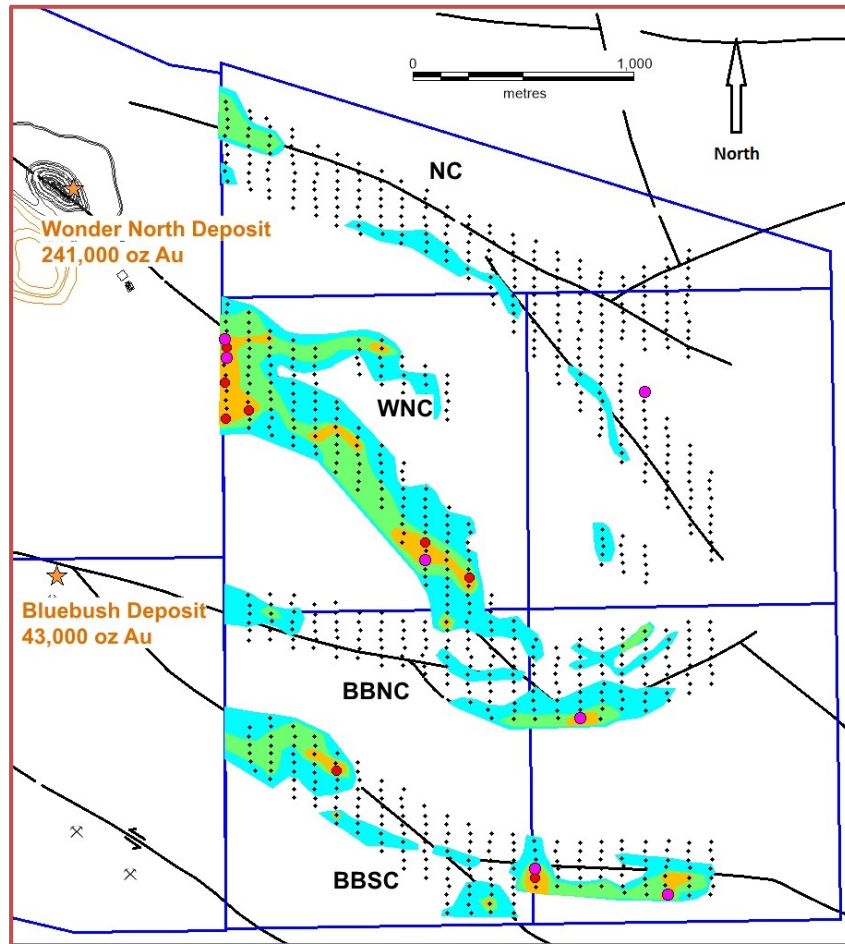 0 1,000
metres
North
NC
Wonder North Deposit
241,000 oz Au
WNC
Bluebush Deposit
43,000 oz Au
BBNC
BBSC